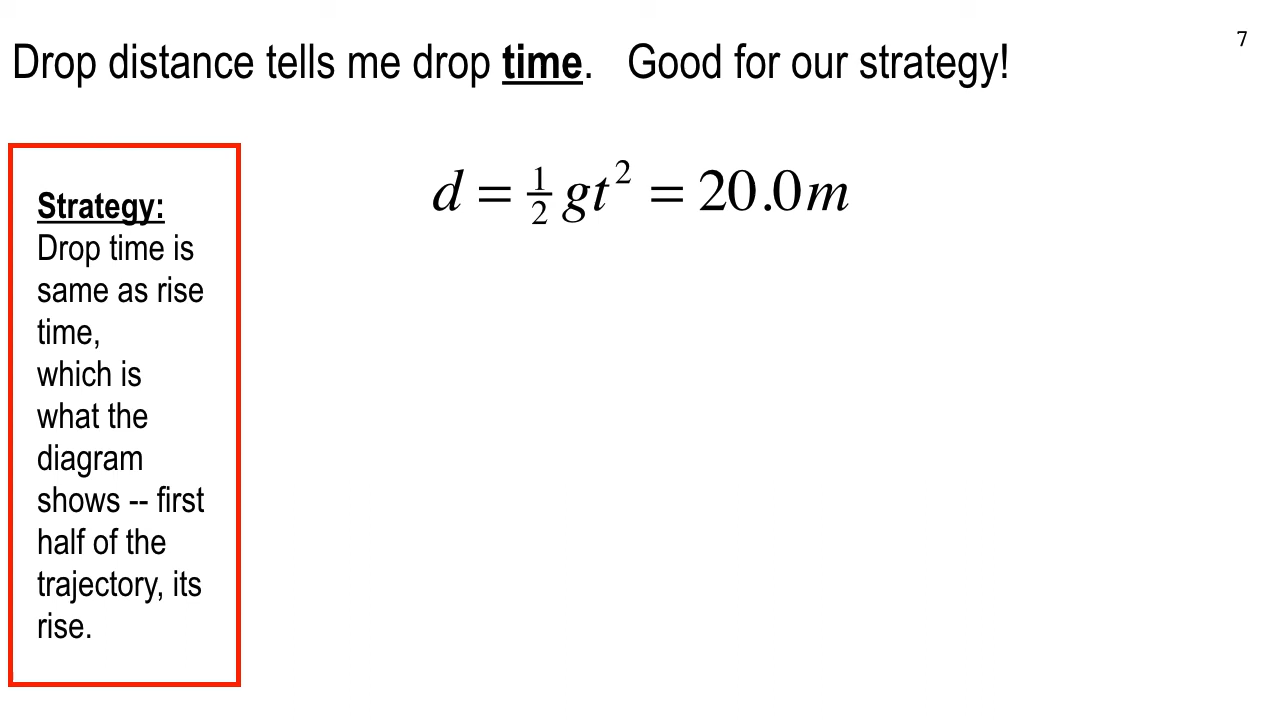 7
Drop distance tells me drop time. Good for our strategy!
d = ½ gt² = 20.0m
Strategy:
Drop time is
same as rise
time,
which is
what the
diagram
shows -- first
half of the
trajectory, its
rise.